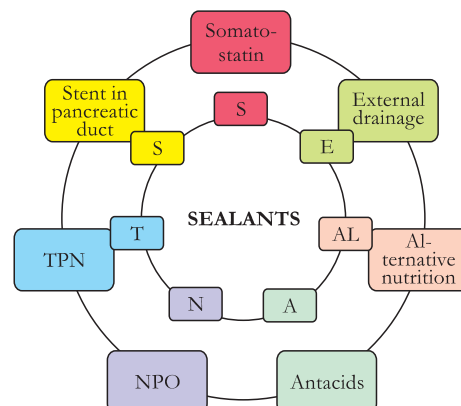 Somato-
statin
Stent in
pancreatic
duct
External
drainage
S
S
E
SEALANTS
T
AL
TPN
Al-
ternative
nutrition
N
A
NPO
Antacids